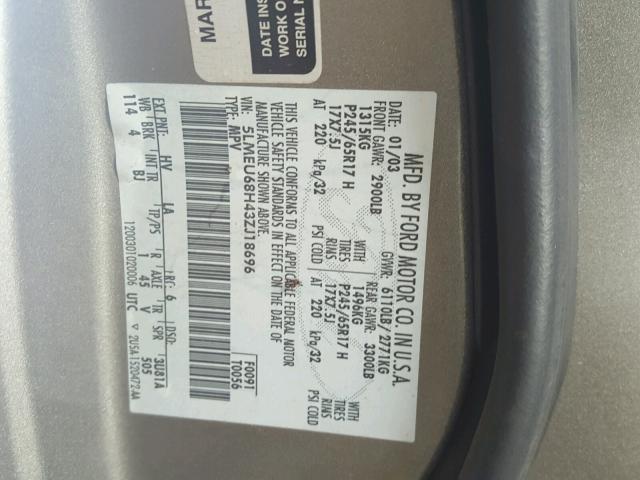 MAR
DATE INS
WORK O
SERIAL N
MFD. BY FORD MOTOR CO. IN U.S.A.
DATE: 01/03 GVWR: 6110LB/2771KG
FRONT GAWR: 2900LB REAR GAWR: 3300LB
1315KG WITH 1496KG
P245/65R17 H TIRES P245/65R17 H
17X7.5J RIMS 17X7.5J
AT 220 kPa/32 PSI COLD AT 220 kPa/32 PSI COLD
THIS VEHICLE CONFORMS TO ALL APPLICABLE FEDERAL MOTOR
VEHICLE SAFETY STANDARDS IN EFFECT ON THE DATE OF
MANUFACTURE SHOWN ABOVE.
VIN: 5LMEU68H43ZJ18696
TYPE: MPV
F0091
T0056
EXT PNT: HV LA RC: 6 DSO:
WB BRK INT TR TP/PS R AXLE TR SPR 3U81A
114 4 BJ 1 45 V 505
1200301020006 UTC ▽ 2U5A1520472AA